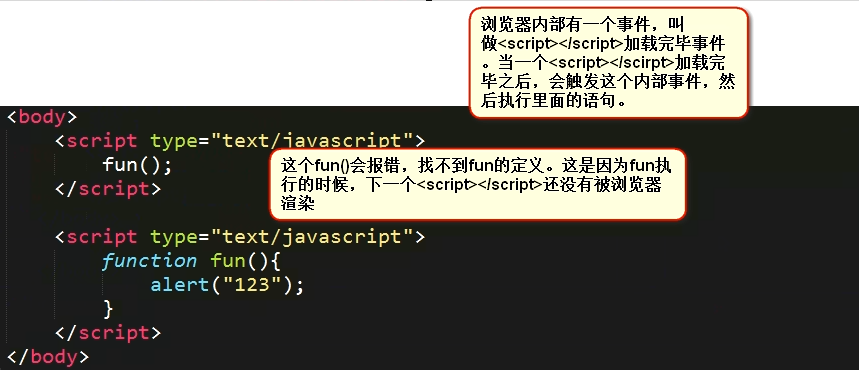 浏览器内部有一个事件，叫
做<script></script>加载完毕事件
。当一个<script></scirpt>加载完
毕之后，会触发这个内部事件，然
后执行里面的语句。
<body>
<script type="text/javascript">
fun();
这个fun()会报错，找不到fun的定义。这是因为fun执
行的时候，下一个<script></script>还没有被浏览器
渲染
</script>
<script type="text/javascript">
function fun(){
alert("123");
}
</script>
</body>